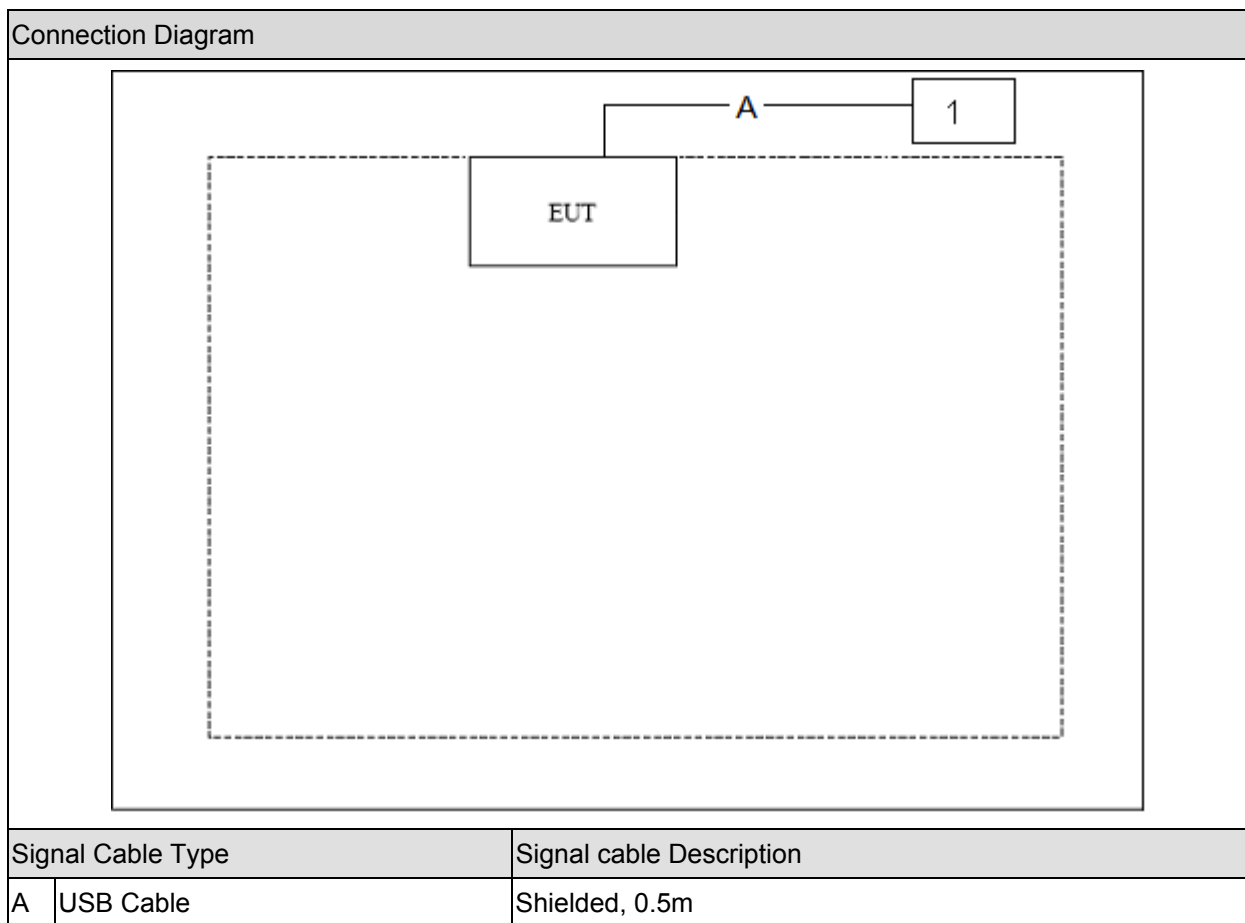 Connection Diagram
A
1
EUT
Signal Cable Type Signal cable Description
A USB Cable Shielded, 0.5m